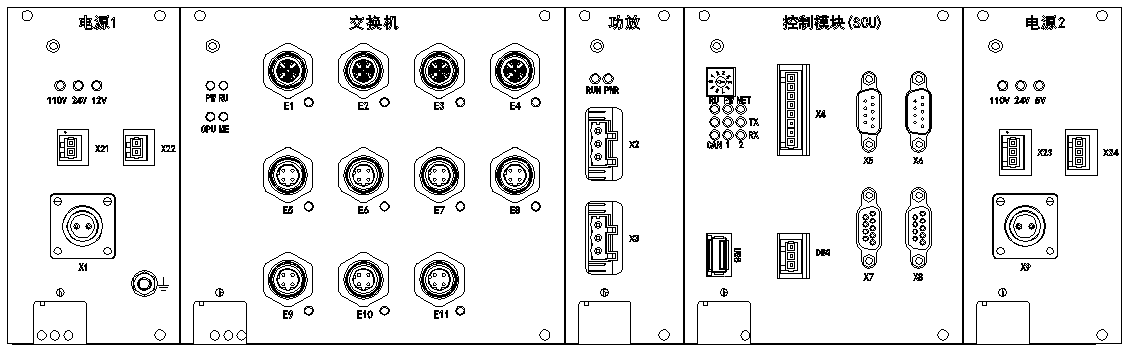 电源1
110V 24V 12V
X21 X22
X1
交换机
PW RU
CPU ME
E1 E2 E3 E4
E5 E6 E7 E8
E9 E10 E11
功放
RUN PWR
X2
X3
控制模块(SCU)
RU PW NET
TX
RX
CAN 1 2
X4
X5 X6
USB
DBG
X7 X8
电源2
110V 24V 5V
X23 X24
X9